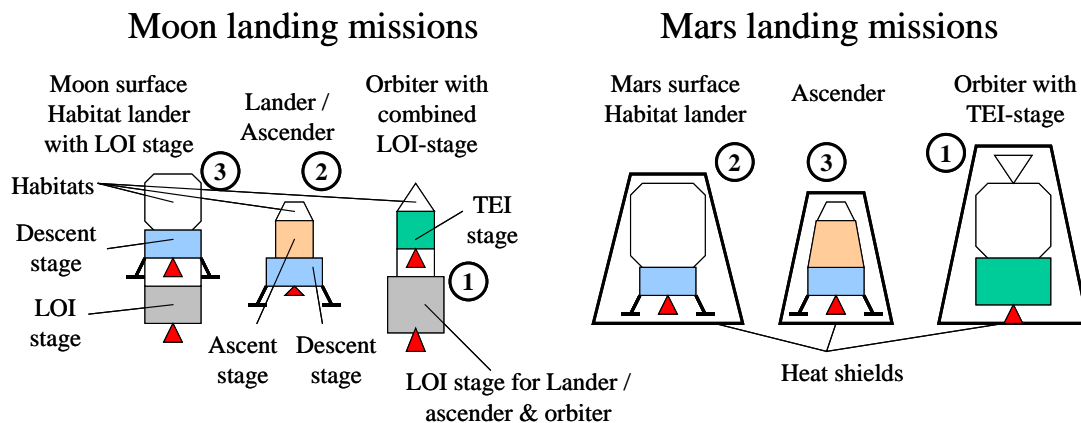 Moon landing missions
Mars landing missions
Moon surface
Habitat lander
with LOI stage
Lander /
Ascender
Orbiter with
combined
LOI-stage
Mars surface
Habitat lander
Ascender
Orbiter with
TEI-stage
3
2
1
2
3
1
Habitats
Descent
stage
LOI
stage
Ascent
stage
Descent
stage
TEI
stage
LOI stage for Lander /
ascender & orbiter
Heat shields